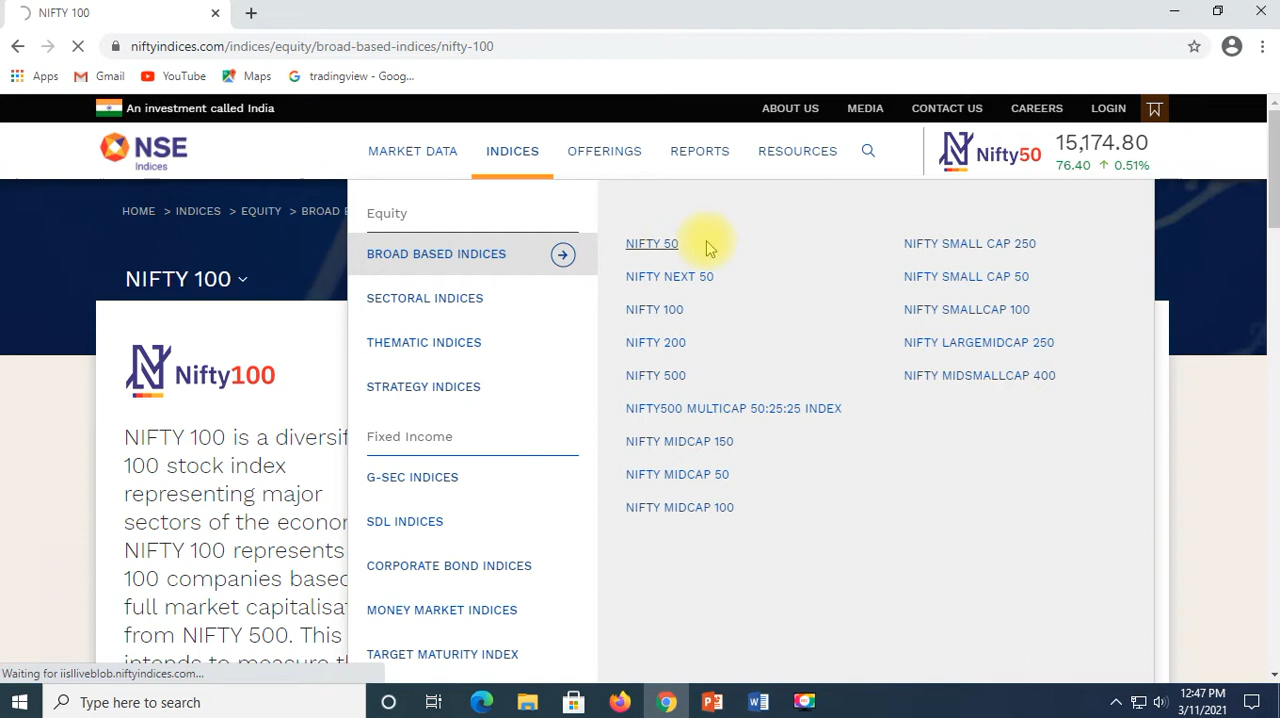 NIFTY 100
niftyindices.com/indices/equity/broad-based-indices/nifty-100
Apps Gmail YouTube Maps tradingview - Goog...
An investment called India
ABOUT US MEDIA CONTACT US CAREERS LOGIN
NSE
Indices
MARKET DATA INDICES OFFERINGS REPORTS RESOURCES
Nifty50
15,174.80
76.40 ↑ 0.51%
HOME > INDICES > EQUITY > BROAD
NIFTY 100
Nifty100
NIFTY 100 is a diversif
100 stock index
representing major
sectors of the econo
NIFTY 100 represents
100 companies based
full market capitalisa
from NIFTY 500. This
intends to measure th
Equity
BROAD BASED INDICES
SECTORAL INDICES
THEMATIC INDICES
STRATEGY INDICES
Fixed Income
G-SEC INDICES
SDL INDICES
CORPORATE BOND INDICES
MONEY MARKET INDICES
TARGET MATURITY INDEX
NIFTY 50
NIFTY NEXT 50
NIFTY 100
NIFTY 200
NIFTY 500
NIFTY500 MULTICAP 50:25:25 INDEX
NIFTY MIDCAP 150
NIFTY MIDCAP 50
NIFTY MIDCAP 100
NIFTY SMALL CAP 250
NIFTY SMALL CAP 50
NIFTY SMALLCAP 100
NIFTY LARGEMIDCAP 250
NIFTY MIDSMALLCAP 400
Waiting for iislliveblob.niftyindices.com...
Type here to search
12:47 PM
3/11/2021